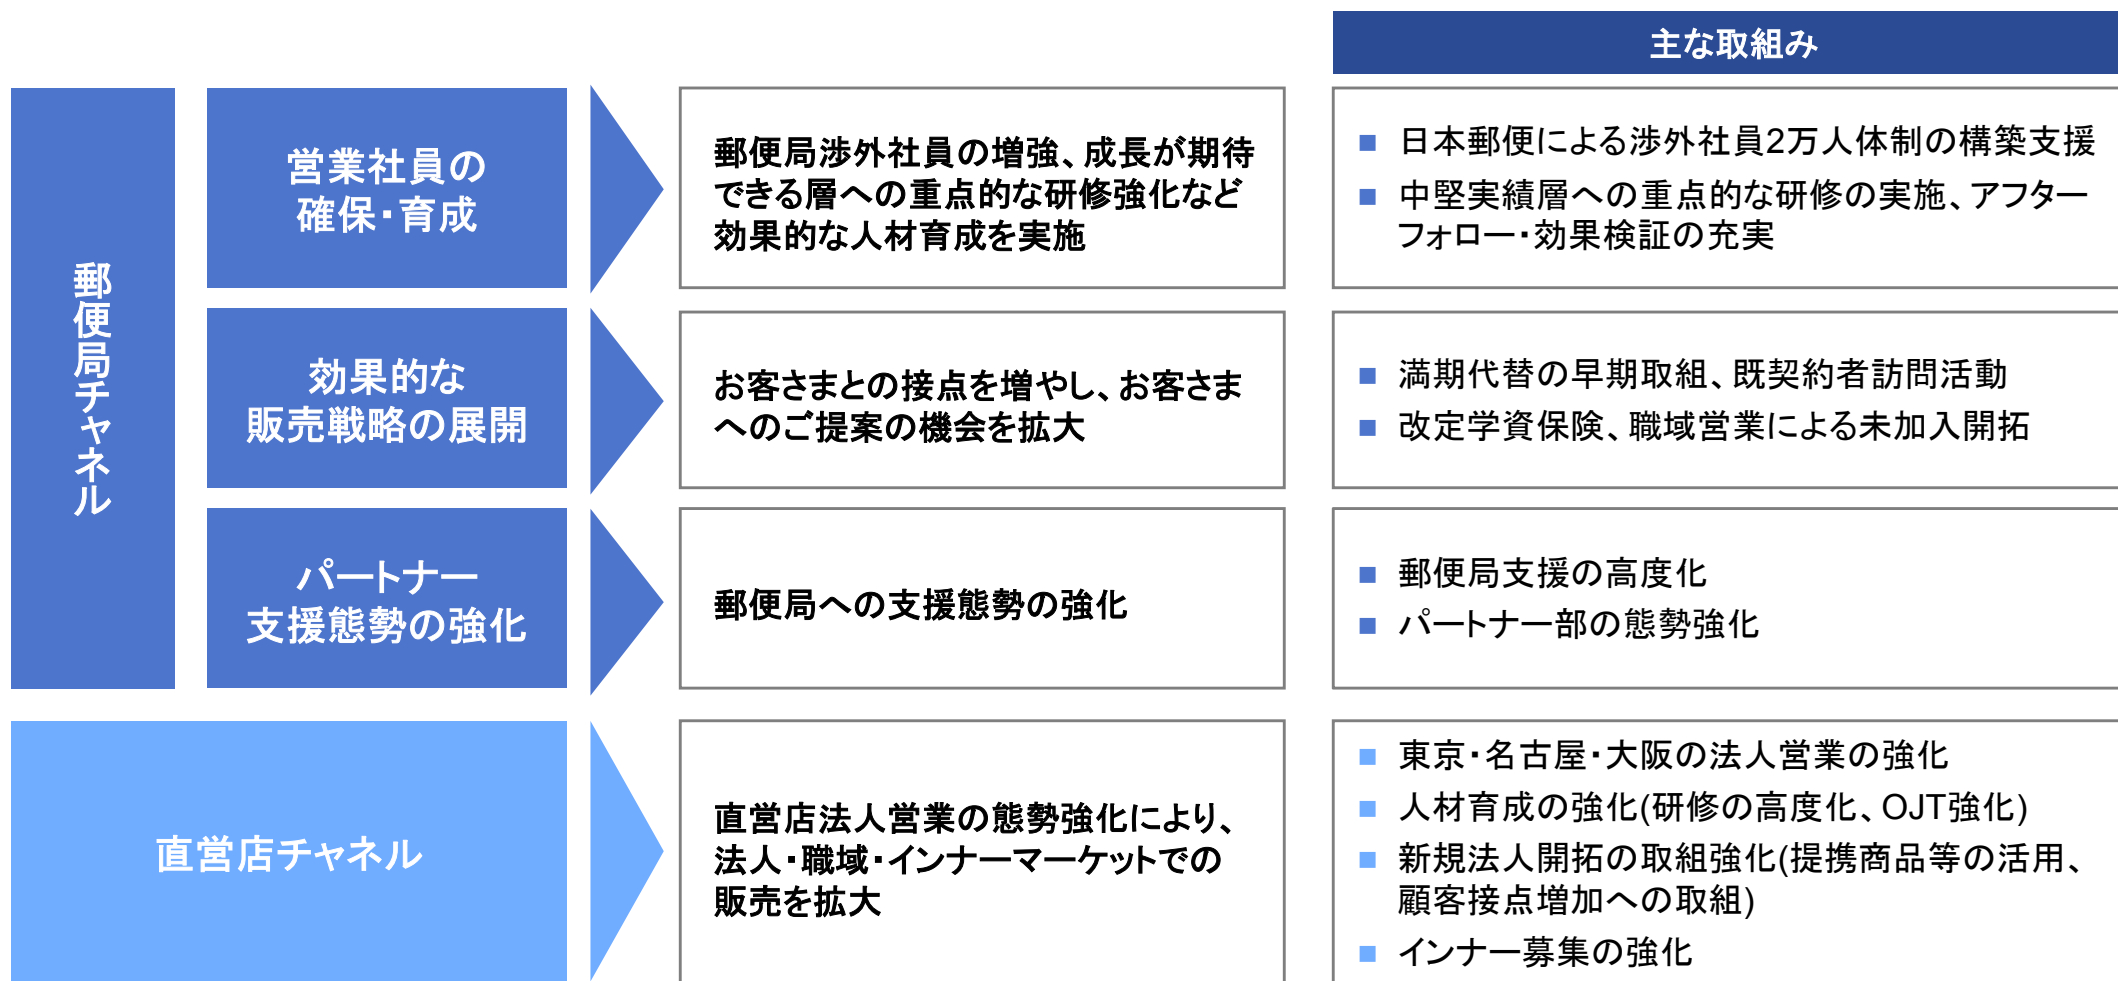 主な取組み
郵便局チャネル
営業社員の
確保・育成
郵便局渉外社員の増強、成長が期待
できる層への重点的な研修強化など
効果的な人材育成を実施
■ 日本郵便による渉外社員2万人体制の構築支援
■ 中堅実績層への重点的な研修の実施、アフター
フォロー・効果検証の充実
効果的な
販売戦略の展開
お客さまとの接点を増やし、お客さま
へのご提案の機会を拡大
■ 満期代替の早期取組、既契約者訪問活動
■ 改定学資保険、職域営業による未加入開拓
パートナー
支援態勢の強化
郵便局への支援態勢の強化
■ 郵便局支援の高度化
■ パートナー部の態勢強化
直営店チャネル
直営店法人営業の態勢強化により、
法人・職域・インナーマーケットでの
販売を拡大
■ 東京・名古屋・大阪の法人営業の強化
■ 人材育成の強化(研修の高度化、OJT強化)
■ 新規法人開拓の取組強化(提携商品等の活用、
顧客接点増加への取組)
■ インナー募集の強化